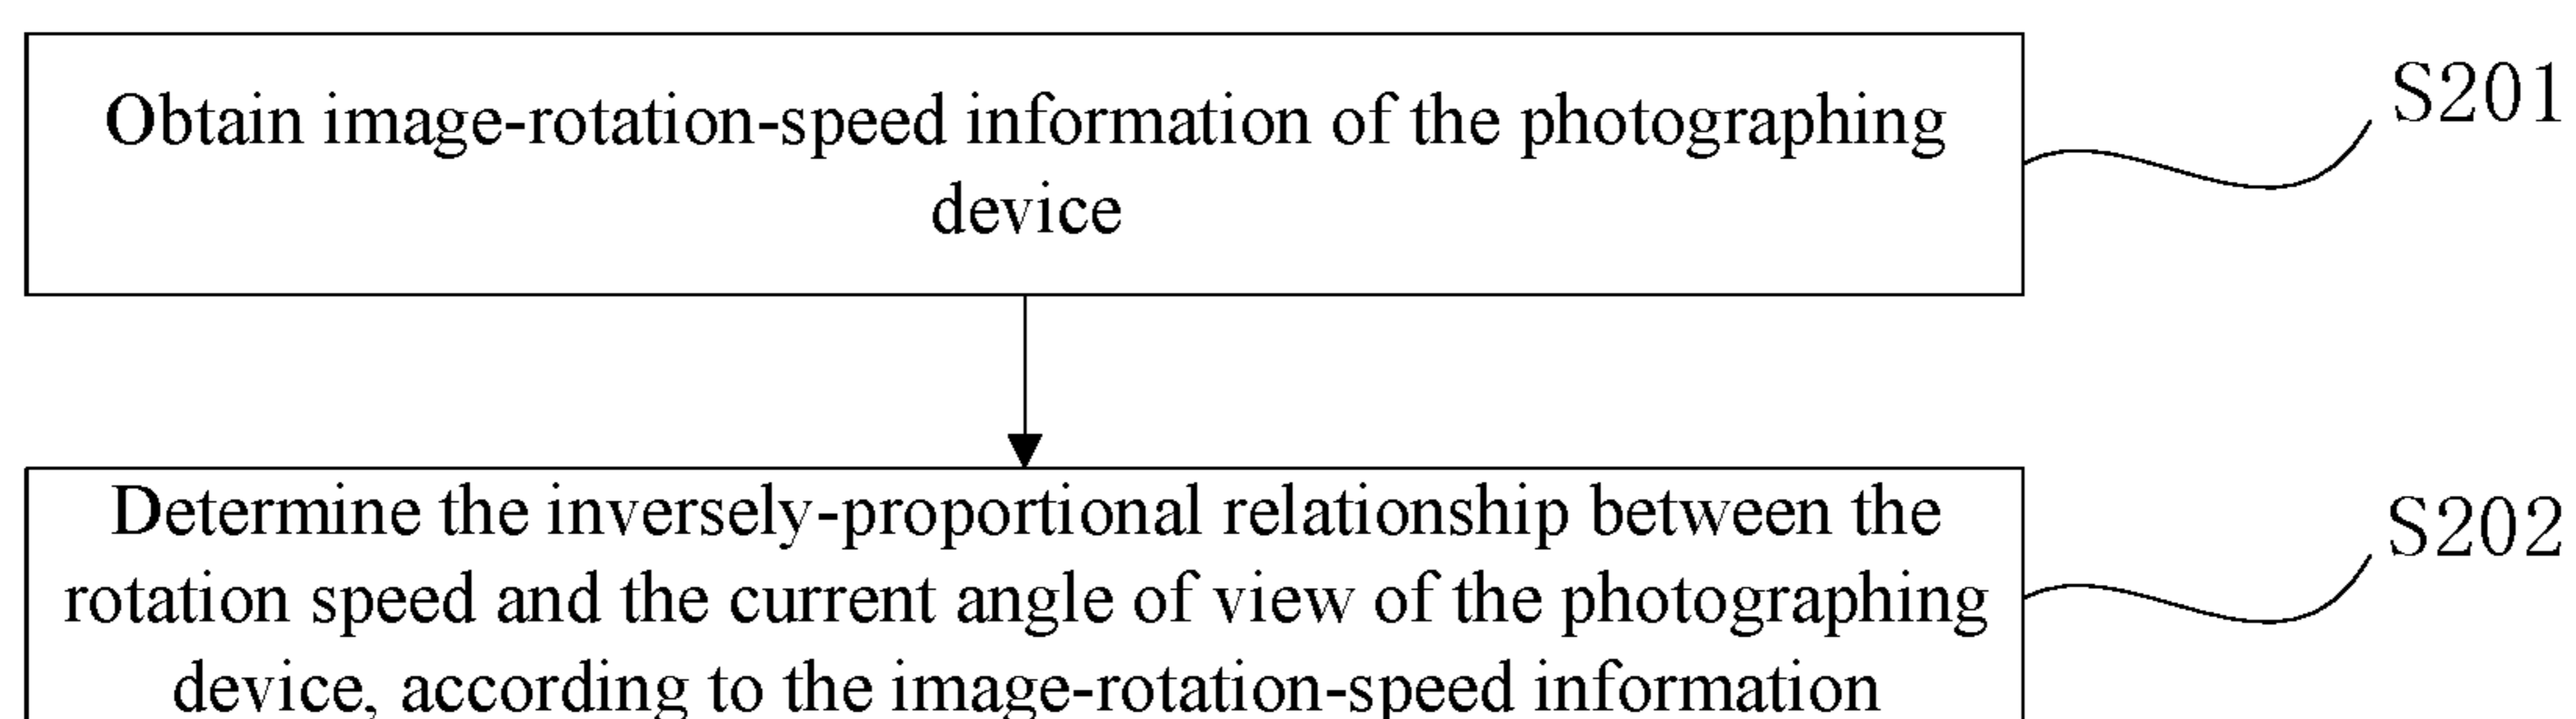 Obtain image-rotation-speed information of the photographing
device
S201
Determine the inversely-proportional relationship between the
rotation speed and the current angle of view of the photographing
device, according to the image-rotation-speed information
S202